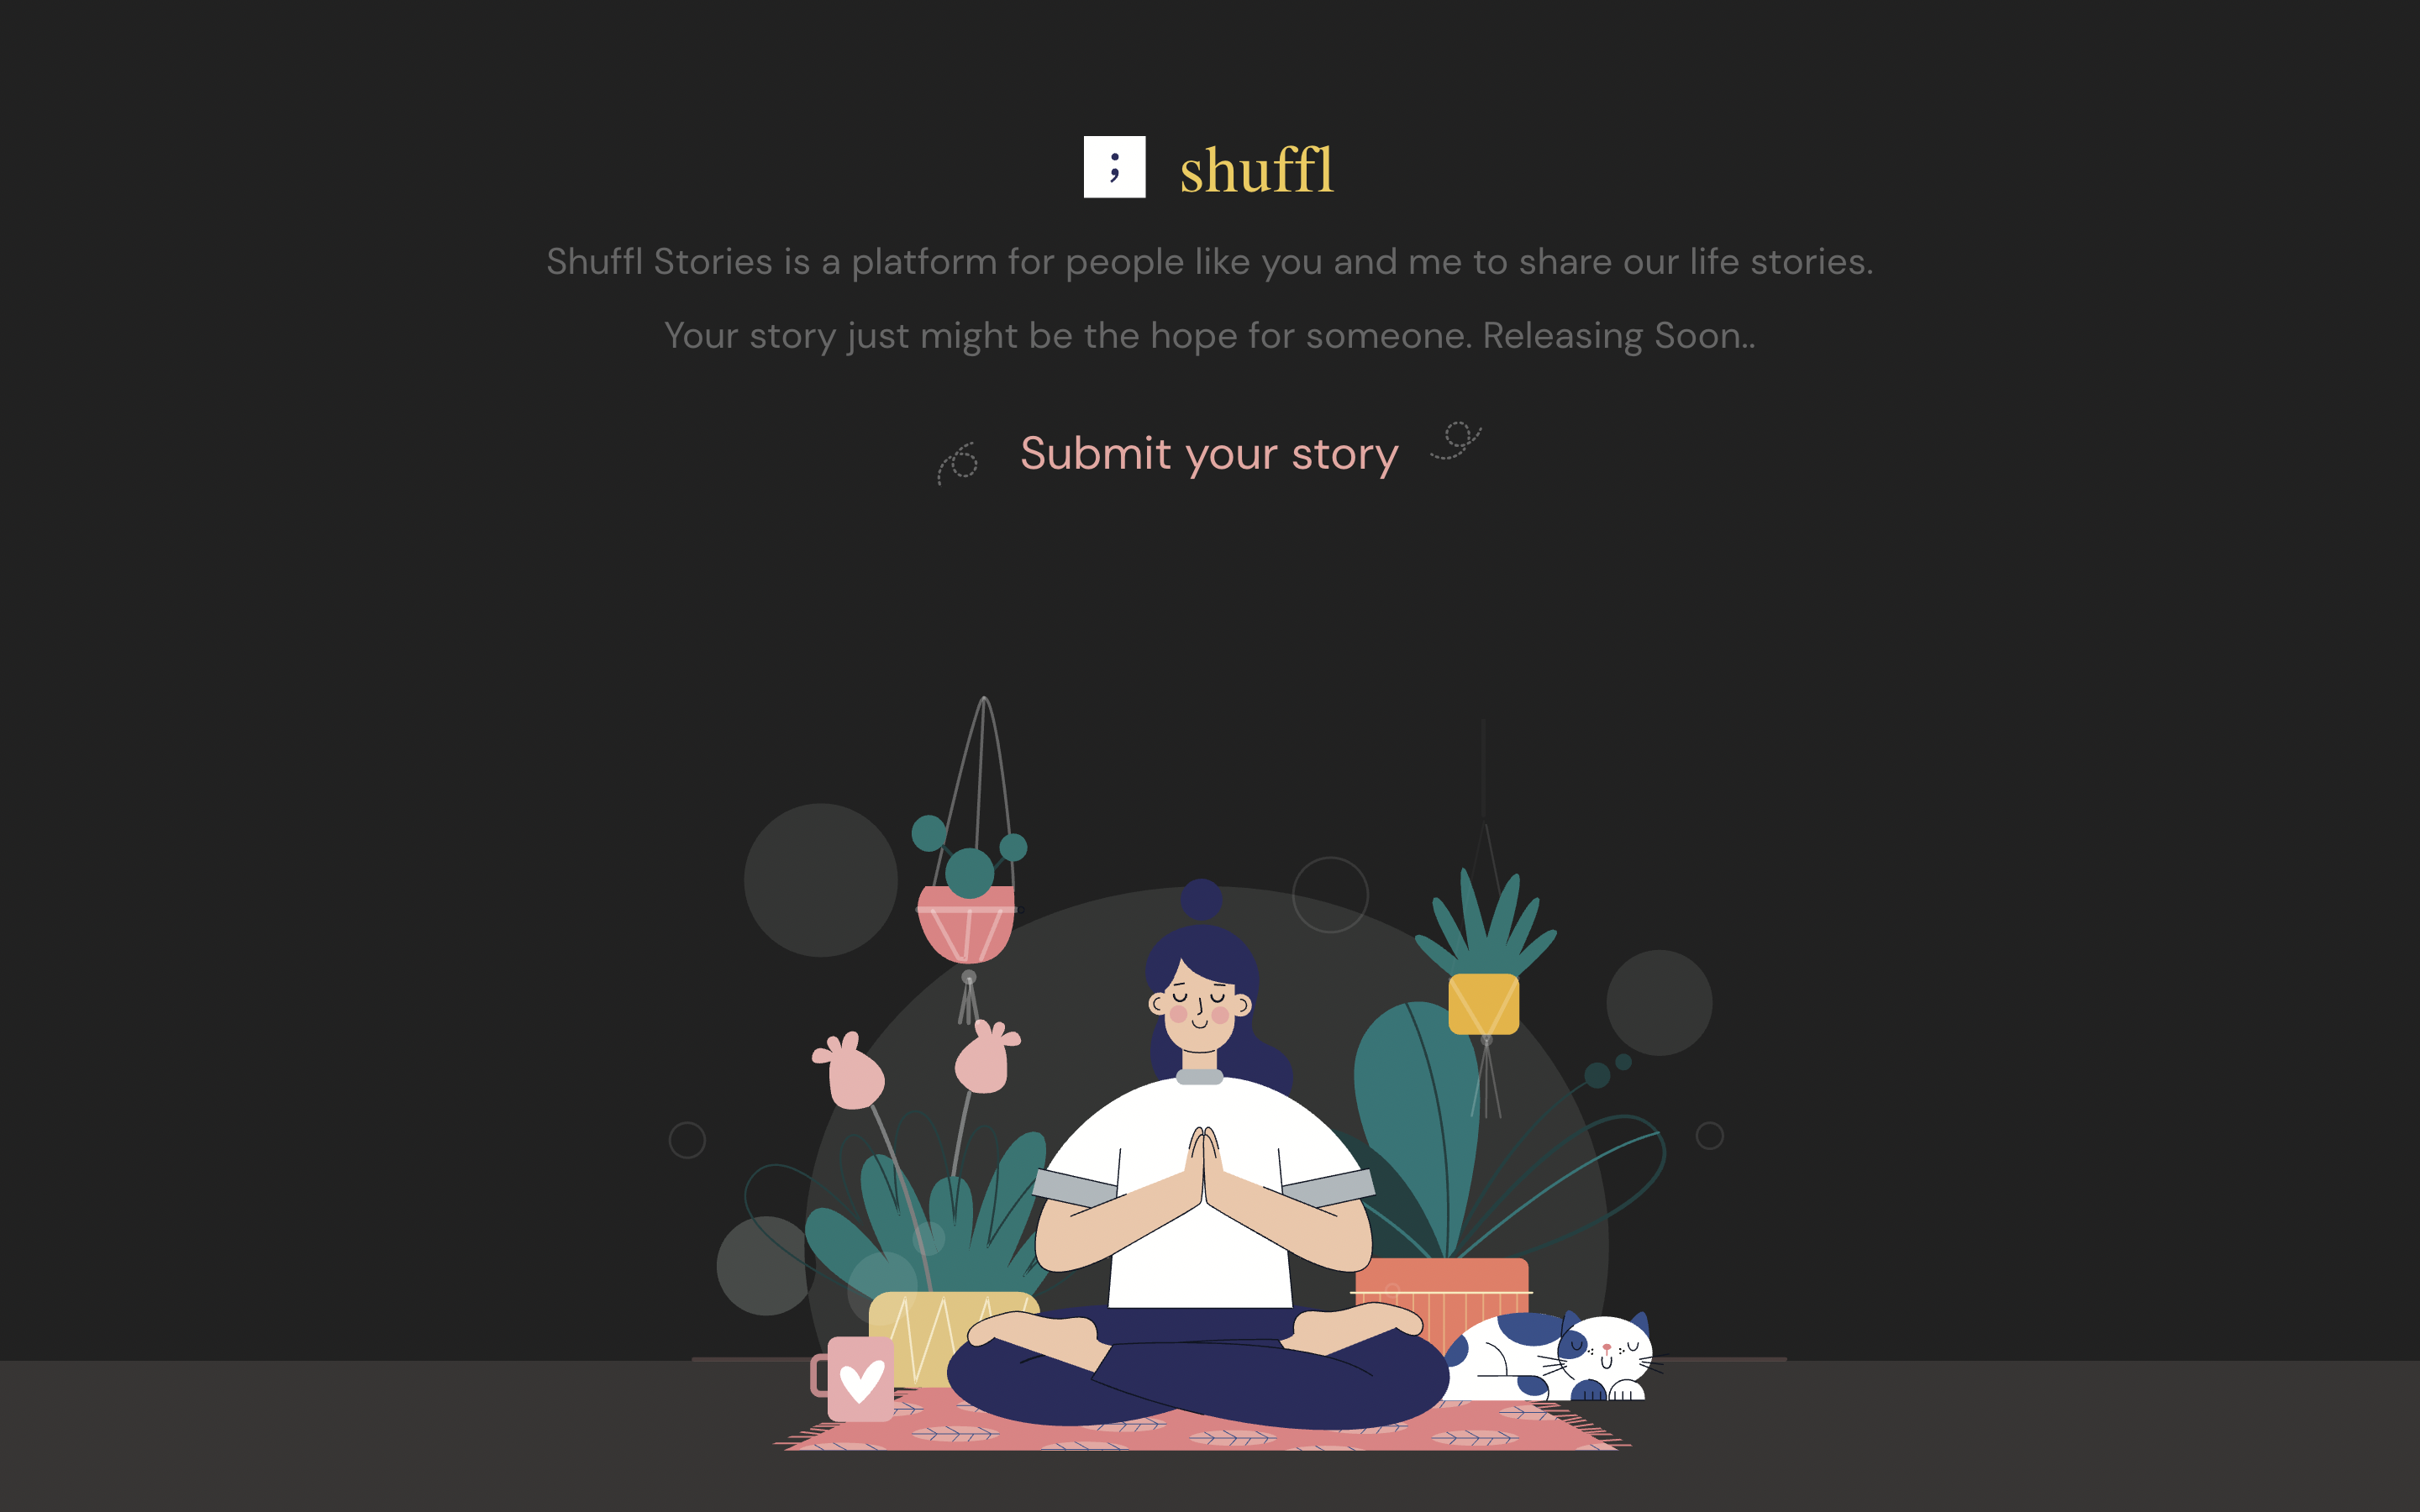 ; shuffl
Shuffl Stories is a platform for people like you and me to share our life stories.
Your story just might be the hope for someone. Releasing Soon..
Submit your story